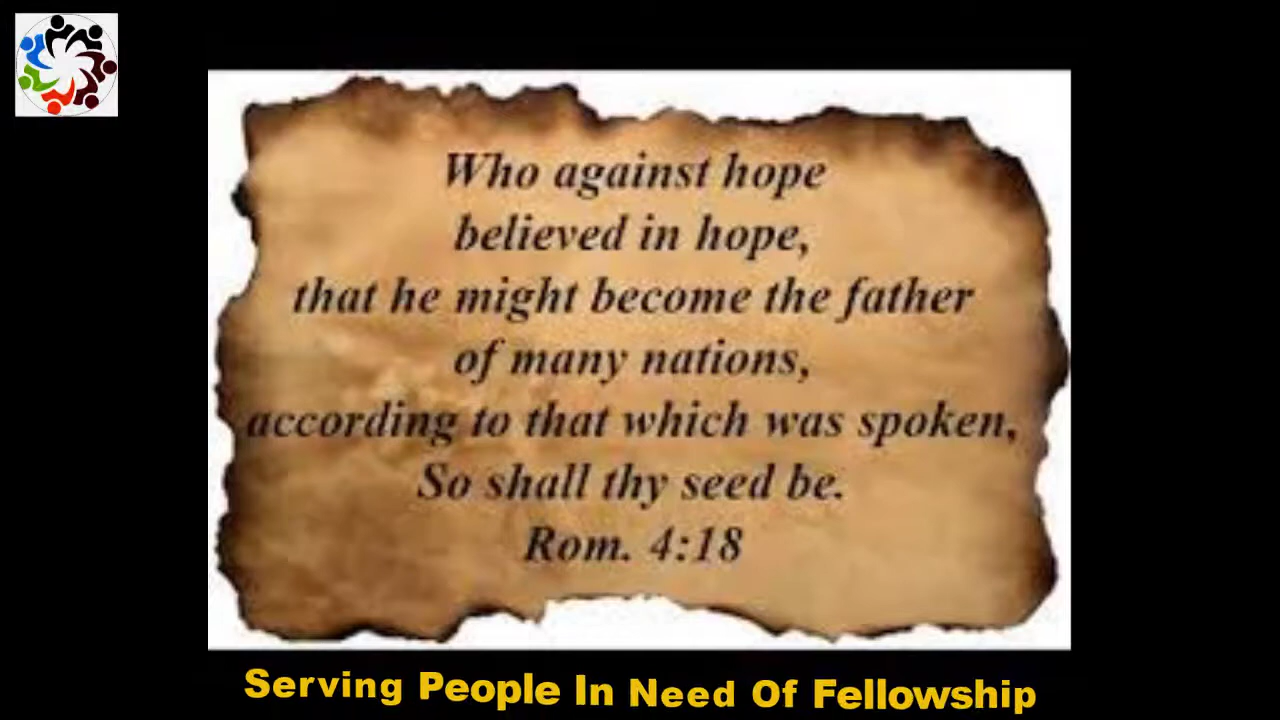 Who against hope
believed in hope,
that he might become the father
of many nations,
according to that which was spoken,
So shall thy seed be.
Rom. 4:18
Serving People In Need Of Fellowship